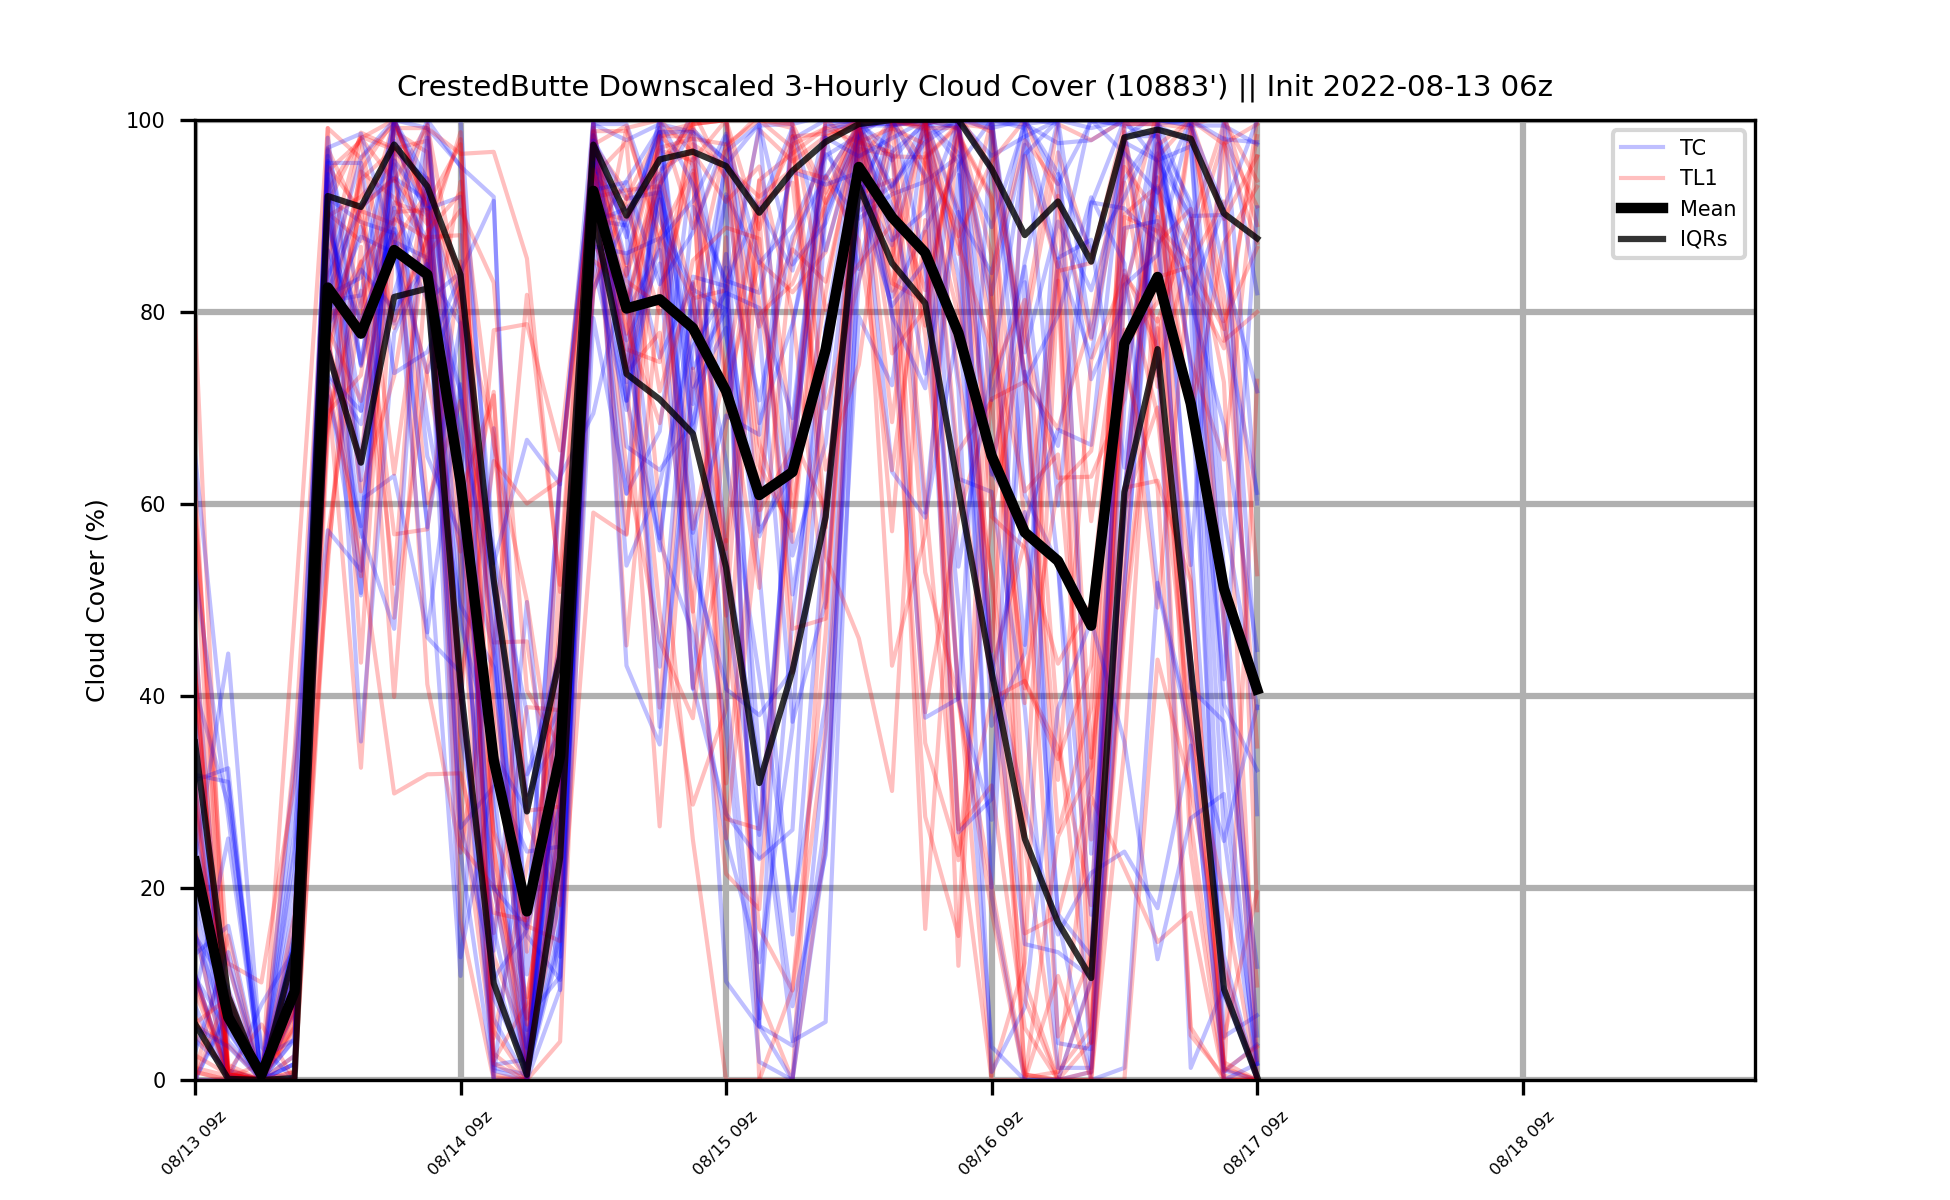 CrestedButte Downscaled 3-Hourly Cloud Cover (10883') || Init 2022-08-13 06z
Cloud Cover (%)
100
80
60
40
20
0
TC
TL1
Mean
IQRs
08/13 09z
08/14 09z
08/15 09z
08/16 09z
08/17 09z
08/18 09z